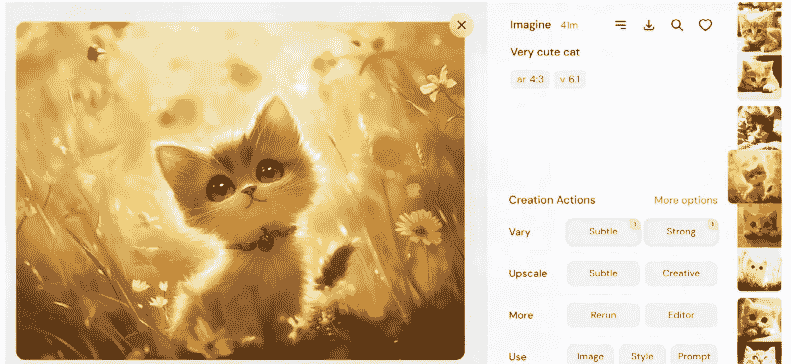 Imagine 41m
Very cute cat
ar 4:3 v 6.1
Creation Actions More options
Vary Subtle Strong
Upscale Subtle Creative
More Rerun Editor
Use Image Style Prompt